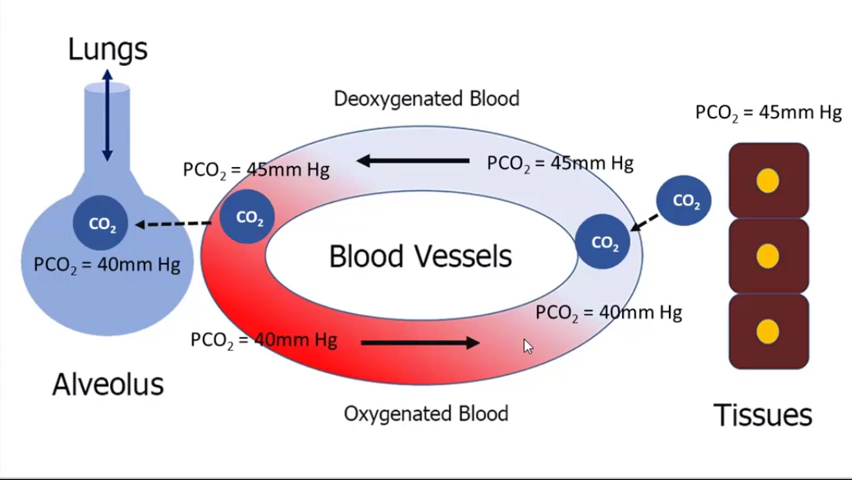 Lungs
Deoxygenated Blood
PCO₂ = 45mm Hg
PCO₂ = 45mm Hg
PCO₂ = 45mm Hg
CO₂
CO₂
CO₂
CO₂
PCO₂ = 40mm Hg
Blood Vessels
PCO₂ = 40mm Hg
PCO₂ = 40mm Hg
Alveolus
Oxygenated Blood
Tissues